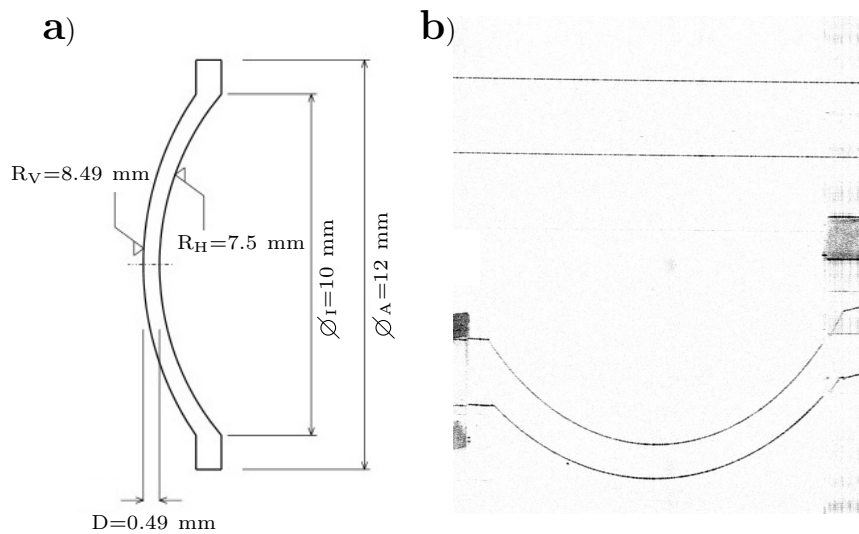 a)
b)
R_V=8.49 mm
R_H=7.5 mm
∅_I=10 mm
∅_A=12 mm
D=0.49 mm